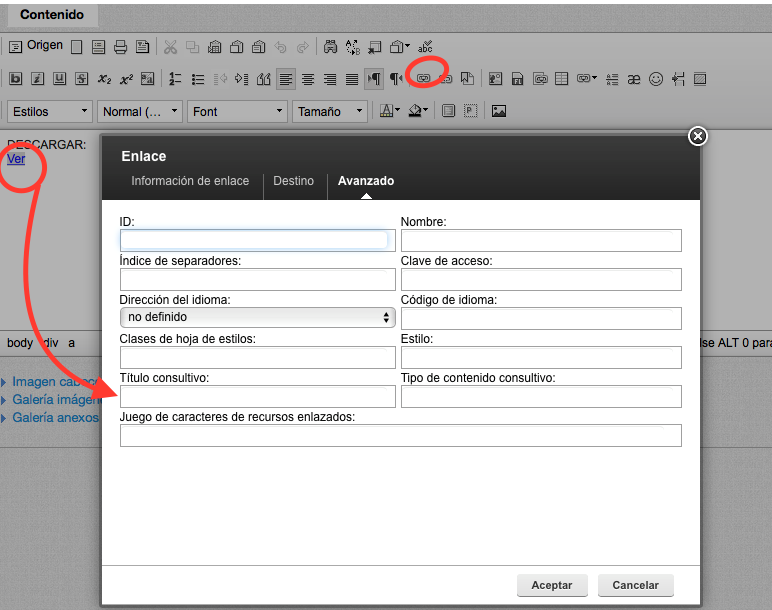 Contenido
Origen
Estilos Normal (... Font Tamaño
DESCARGAR:
Ver
Enlace
Información de enlace Destino Avanzado
ID: Nombre:
Índice de separadores: Clave de acceso:
Dirección del idioma: Código de idioma:
no definido
Clases de hoja de estilos: Estilo:
body div a lse ALT 0 para
Título consultivo: Tipo de contenido consultivo:
Imagen cabece
Galería imágen
Galería anexos
Juego de caracteres de recursos enlazados:
Aceptar Cancelar